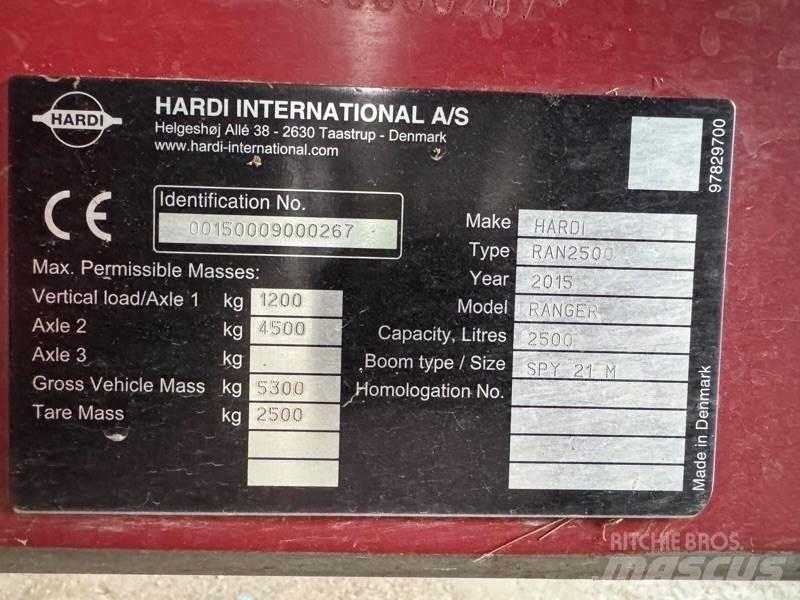 HARDI
HARDI INTERNATIONAL A/S
Helgeshøj Allé 38 - 2630 Taastrup - Denmark
www.hardi-international.com
97829700
CE
Identification No.
00150009000267
Max. Permissible Masses:
Vertical load/Axle 1 kg 1200
Axle 2 kg 4500
Axle 3 kg
Gross Vehicle Mass kg 5300
Tare Mass kg 2500
Make HARDI
Type RAN2500
Year 2015
Model RANGER
Capacity, Litres 2500
Boom type / Size SPY 21 M
Homologation No.
Made in Denmark
RITCHIE BROS.
mascus